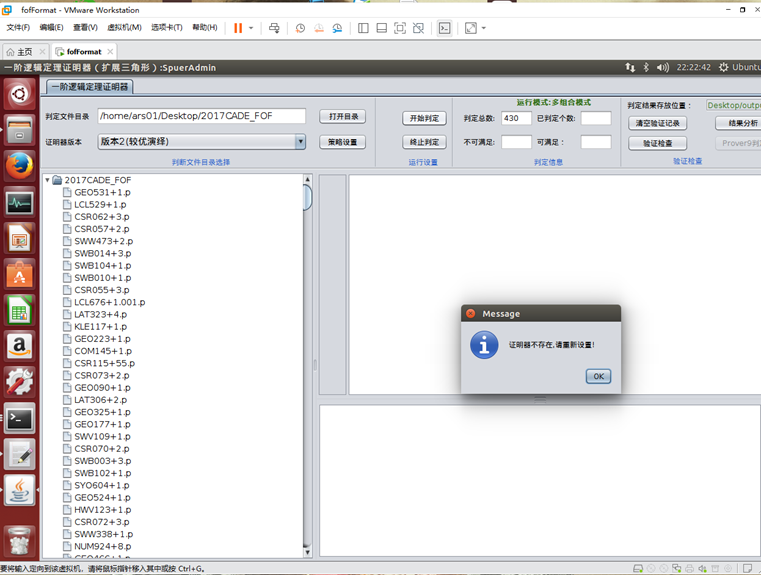 fofFormat - VMware Workstation
文件(F) 编辑(E) 查看(V) 虚拟机(M) 选项卡(T) 帮助(H)
主页 fofFormat
一阶逻辑定理证明器（扩展三角形）:SpuerAdmin 22:22:42 Ubuntu
一阶逻辑定理证明器
判定文件目录 /home/ars01/Desktop/2017CADE_FOF 打开目录
证明器版本 版本2(较优演绎) 策略设置
判断文件目录选择
开始判定
终止判定
运行设置
运行模式:多组合模式
判定总数: 430 已判定个数:
不可满足: 可满足:
判定信息
判定结果存放位置: Desktop/outp
清空验证记录 结果分析
验证检查 Prover9判
验证检查
2017CADE_FOF
GEO531+1.p
LCL529+1.p
CSR062+3.p
CSR057+2.p
SWW473+2.p
SWB014+3.p
SWB104+1.p
SWB010+1.p
CSR055+3.p
LCL676+1.001.p
LAT323+4.p
KLE117+1.p
GEO223+1.p
COM145+1.p
CSR115+55.p
CSR073+2.p
GEO090+1.p
LAT306+2.p
GEO325+1.p
GEO177+1.p
SWV109+1.p
CSR070+2.p
SWB003+3.p
SWB102+1.p
SYO604+1.p
GEO524+1.p
HWV123+1.p
CSR072+3.p
SWW338+1.p
NUM924+8.p
Message
证明器不存在,请重新设置!
OK
要将输入定向到该虚拟机，请将鼠标指针移入其中或按 Ctrl+G。